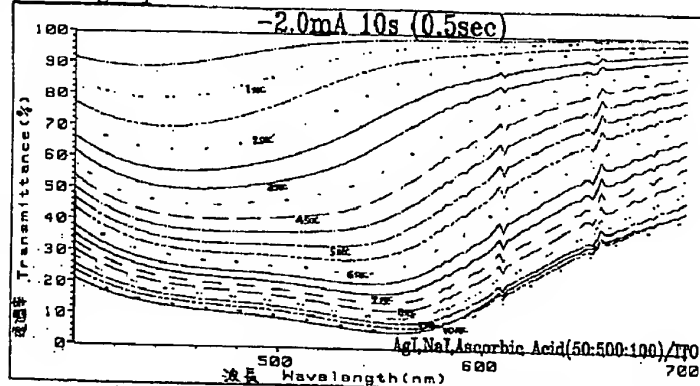 -2.0mA 10s (0.5sec)
100
90
80
70
60
50
40
30
20
10
0
透過率 Transmittance(%)
1sec
2sec
3sec
4sec
5sec
6sec
7sec
500
600
700
波長 Wavelength(nm)
AgI,NaI,Ascorbic Acid(50:500:100)/ITO